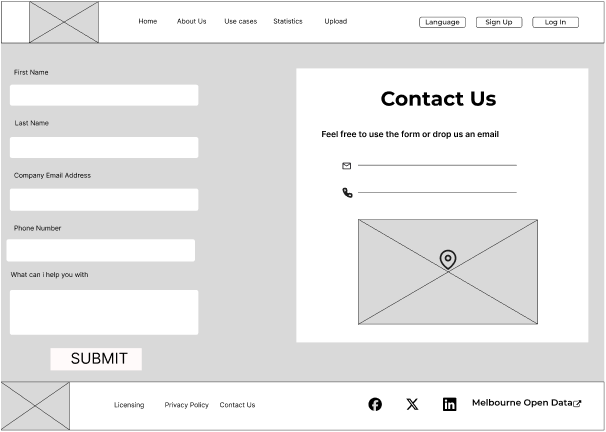 Home About Us Use cases Statistics Upload Language Sign Up Log In
First Name
Last Name
Company Email Address
Phone Number
What can i help you with
SUBMIT
Contact Us
Feel free to use the form or drop us an email
Licensing Privacy Policy Contact Us Melbourne Open Data